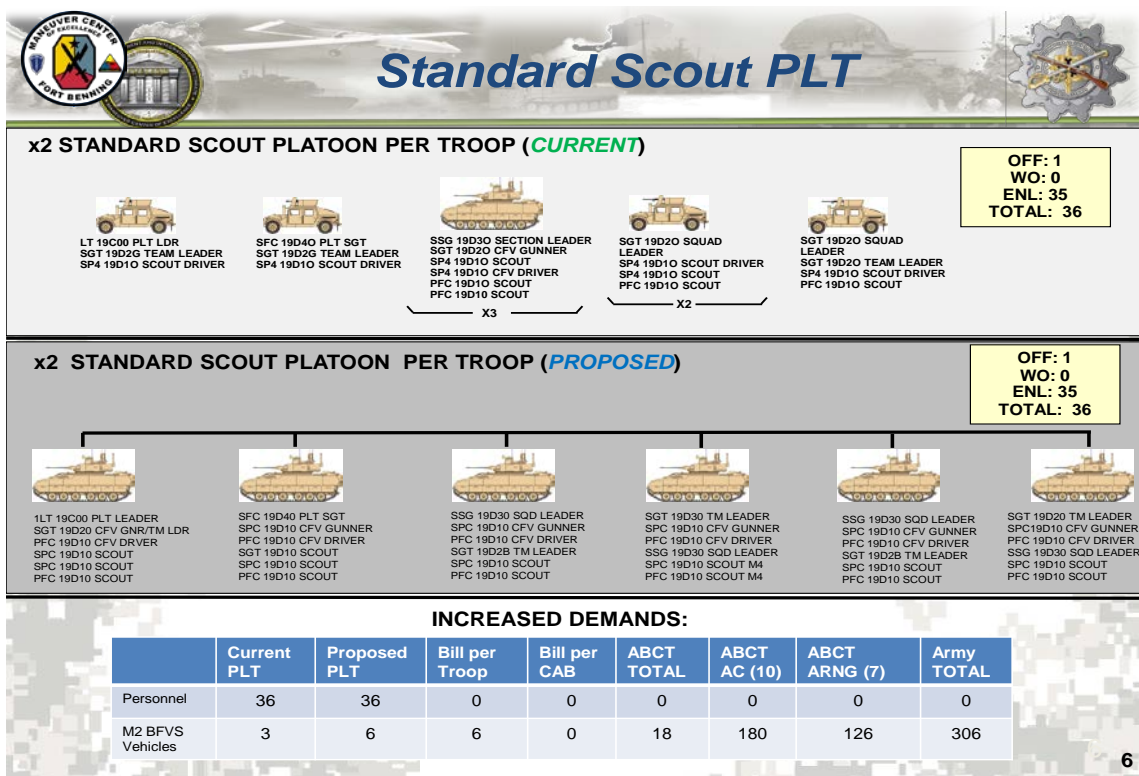 MANEUVER CENTER
OF EXCELLENCE
FORT BENNING
Standard Scout PLT
x2 STANDARD SCOUT PLATOON PER TROOP (CURRENT)
OFF: 1
WO: 0
ENL: 35
TOTAL: 36
LT 19C00 PLT LDR
SGT 19D2G TEAM LEADER
SP4 19D1O SCOUT DRIVER
SFC 19D4O PLT SGT
SGT 19D2G TEAM LEADER
SP4 19D1O SCOUT DRIVER
SSG 19D3O SECTION LEADER
SGT 19D2O CFV GUNNER
SP4 19D1O SCOUT
SP4 19D1O CFV DRIVER
PFC 19D1O SCOUT
PFC 19D10 SCOUT
X3
SGT 19D2O SQUAD
LEADER
SP4 19D1O SCOUT DRIVER
SP4 19D1O SCOUT
PFC 19D1O SCOUT
X2
SGT 19D2O SQUAD
LEADER
SGT 19D2O TEAM LEADER
SP4 19D1O SCOUT DRIVER
PFC 19D1O SCOUT
x2 STANDARD SCOUT PLATOON PER TROOP (PROPOSED)
OFF: 1
WO: 0
ENL: 35
TOTAL: 36
1LT 19C00 PLT LEADER
SGT 19D20 CFV GNR/TM LDR
PFC 19D10 CFV DRVER
SPC 19D10 SCOUT
SPC 19D10 SCOUT
PFC 19D10 SCOUT
SFC 19D40 PLT SGT
SPC 19D10 CFV GUNNER
PFC 19D10 CFV DRIVER
SGT 19D10 SCOUT
SPC 19D10 SCOUT
PFC 19D10 SCOUT
SSG 19D30 SQD LEADER
SPC 19D10 CFV GUNNER
PFC 19D10 CFV DRIVER
SGT 19D2B TM LEADER
SPC 19D10 SCOUT
PFC 19D10 SCOUT
SGT 19D30 TM LEADER
SPC 19D10 CFV GUNNER
PFC 19D10 CFV DRIVER
SSG 19D30 SQD LEADER
SPC 19D10 SCOUT M4
PFC 19D10 SCOUT M4
SSG 19D30 SQD LEADER
SPC 19D10 CFV GUNNER
PFC 19D10 CFV DRIVER
SGT 19D2B TM LEADER
SPC 19D10 SCOUT
PFC 19D10 SCOUT
SGT 19D20 TM LEADER
SPC19D10 CFV GUNNER
PFC 19D10 CFV DRIVER
SSG 19D30 SQD LEADER
SPC 19D10 SCOUT
PFC 19D10 SCOUT
INCREASED DEMANDS:
Current PLT Proposed PLT Bill per Troop Bill per CAB ABCT TOTAL ABCT AC (10) ABCT ARNG (7) Army TOTAL
Personnel 36 36 0 0 0 0 0 0
M2 BFVS Vehicles 3 6 6 0 18 180 126 306
6